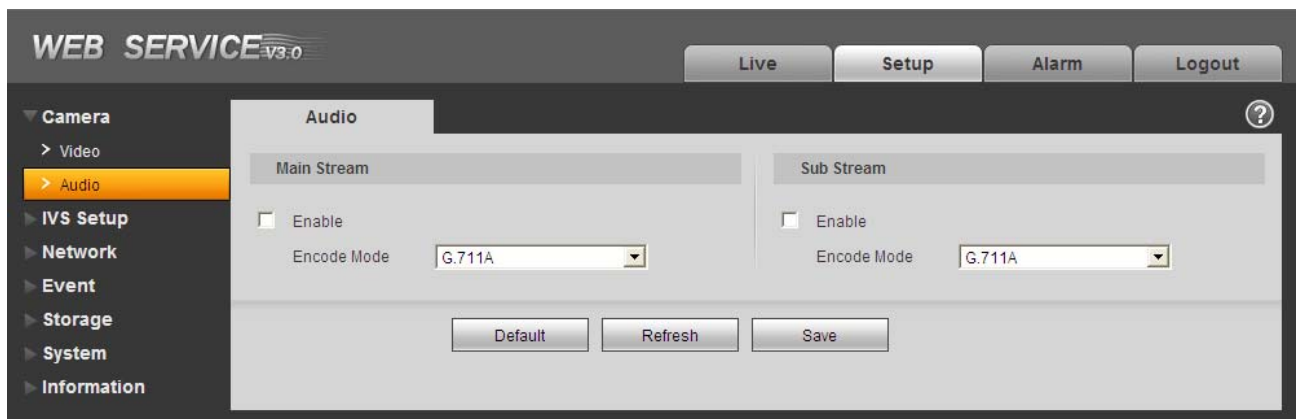 WEB SERVICE V3.0
Live Setup Alarm Logout
Camera
> Video
> Audio
IVS Setup
Network
Event
Storage
System
Information
Audio
?
Main Stream
Enable
Encode Mode G.711A
Sub Stream
Enable
Encode Mode G.711A
Default Refresh Save